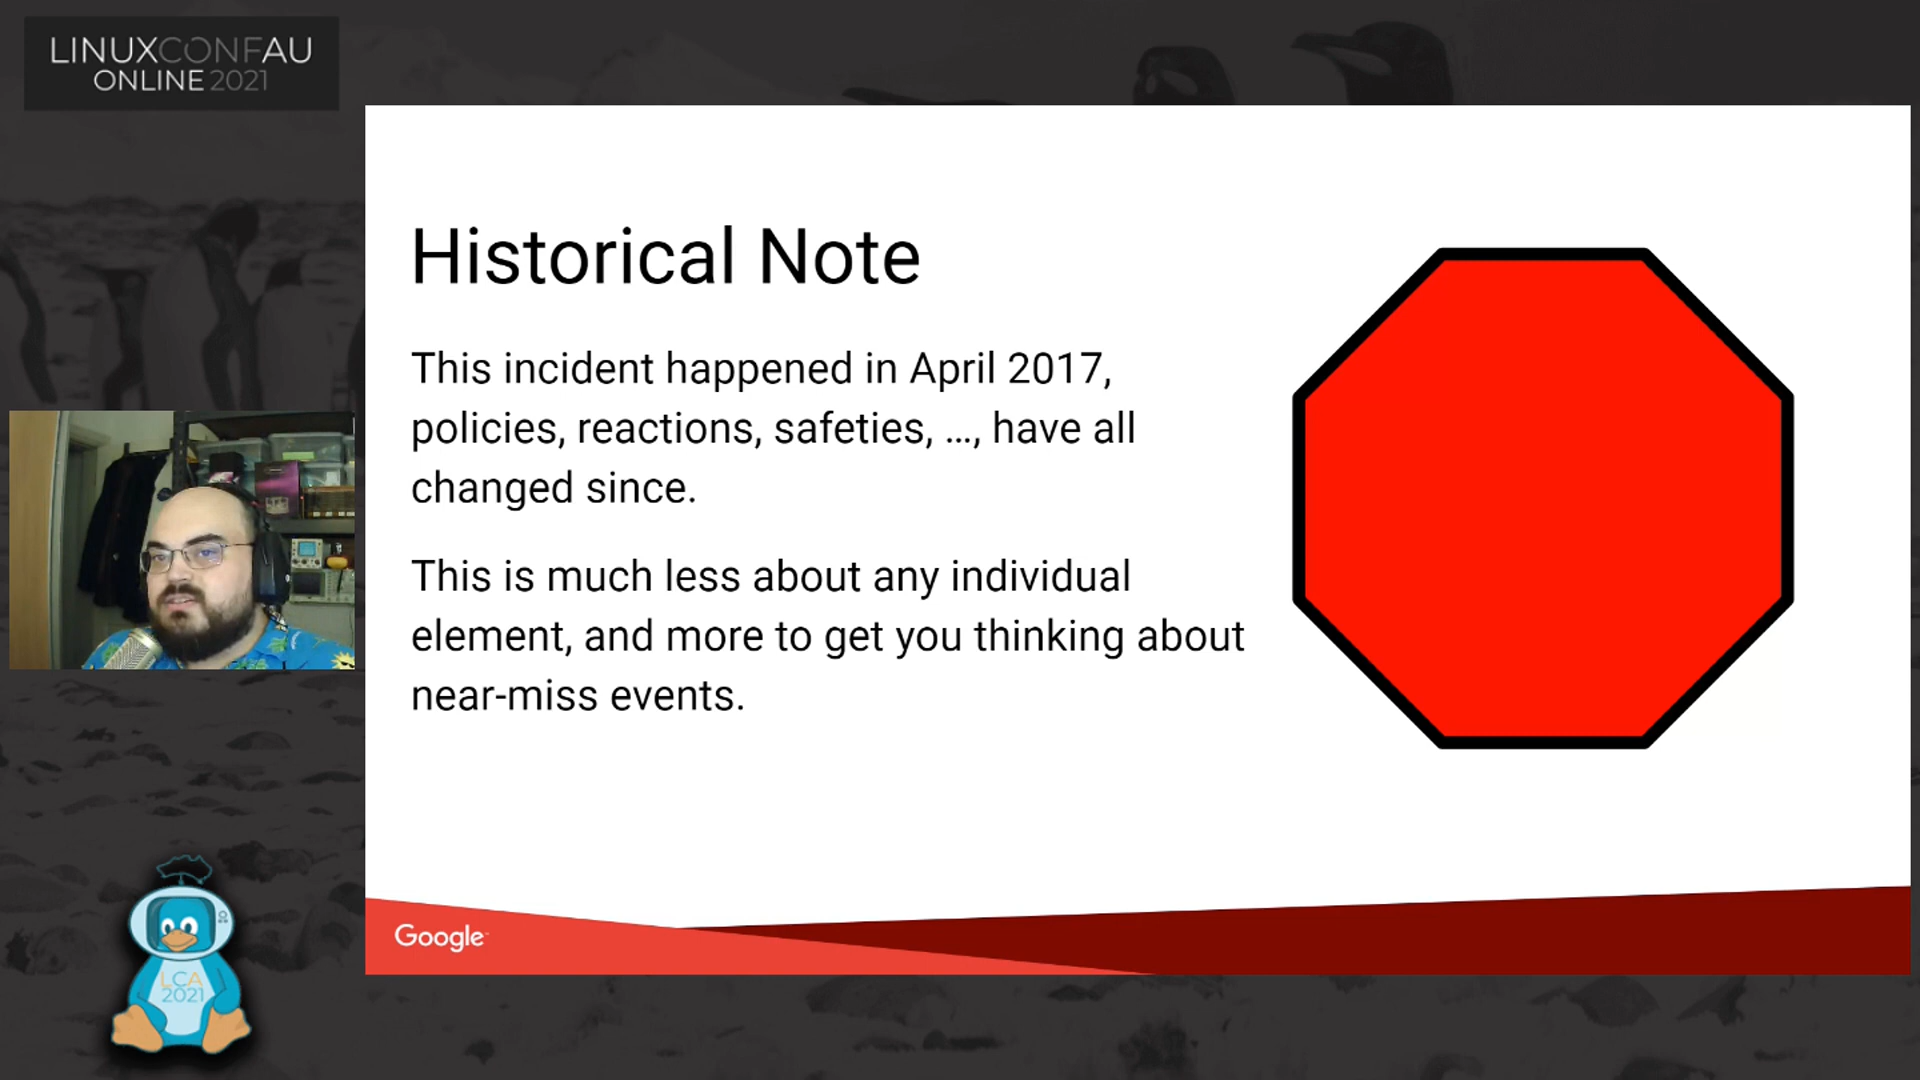 LINUXCONFAU
ONLINE 2021
Historical Note
This incident happened in April 2017,
policies, reactions, safeties, ..., have all
changed since.
This is much less about any individual
element, and more to get you thinking about
near-miss events.
Google
LCA
2021